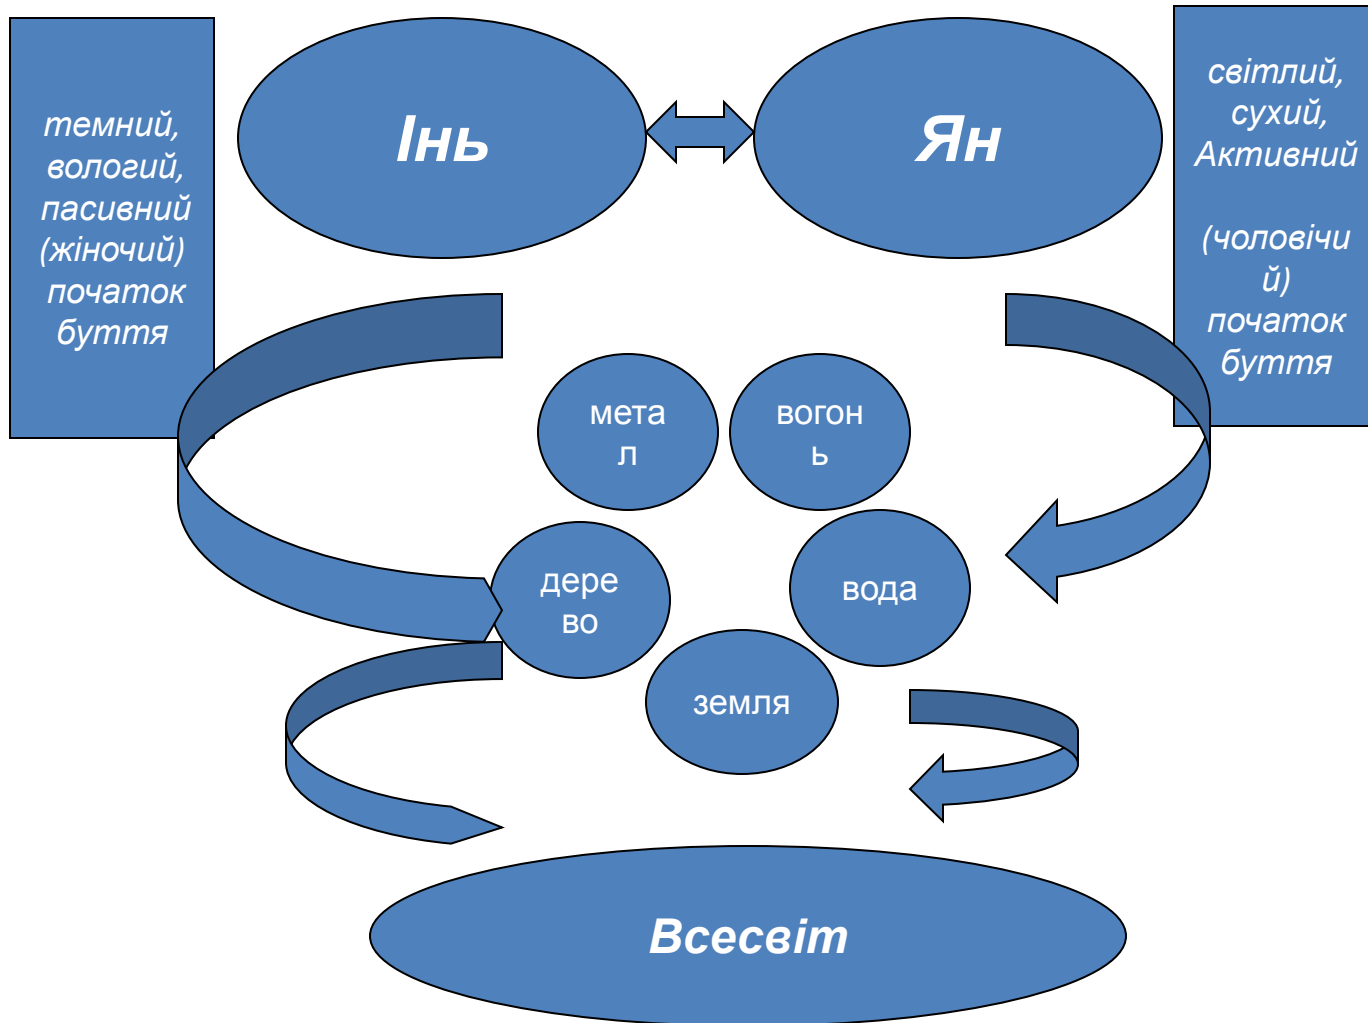 темний,
вологий,
пасивний
(жіночий)
початок
буття
Інь
Ян
світлий,
сухий,
Активний
(чоловічи
й)
початок
буття
мета
л
вогон
ь
дере
во
вода
земля
Всесвіт